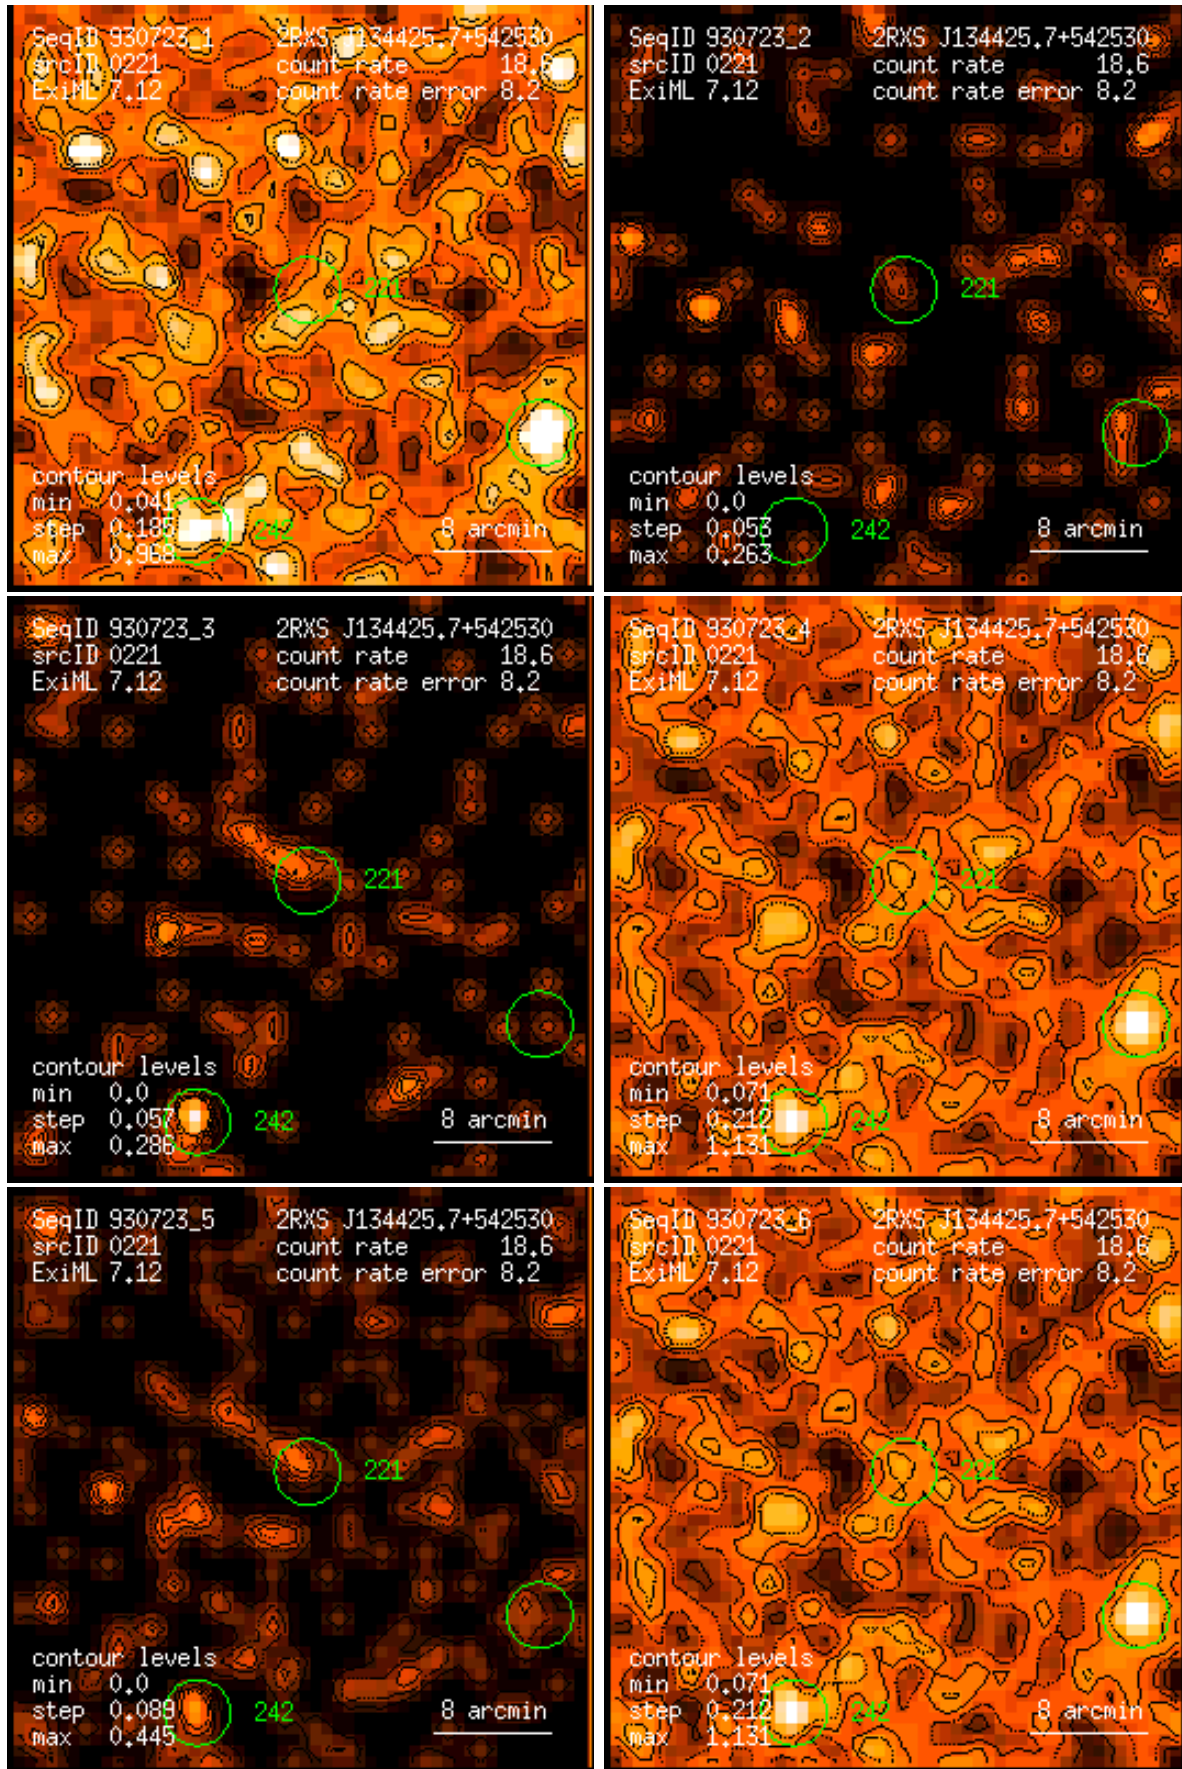 SeqID 930723_1 2RXS J134425.7+542530
srcID 0221 count rate 18.6
ExiML 7.12 count rate error 8.2
221
contour levels
min 0.041
step 0.185 242 8 arcmin
max 0.968
SeqID 930723_2 2RXS J134425.7+542530
srcID 0221 count rate 18.6
ExiML 7.12 count rate error 8.2
221
contour levels
min 0.0
step 0.053 242 8 arcmin
max 0.263
SeqID 930723_3 2RXS J134425.7+542530
srcID 0221 count rate 18.6
ExiML 7.12 count rate error 8.2
221
contour levels
min 0.0
step 0.057 242 8 arcmin
max 0.286
SeqID 930723_4 2RXS J134425.7+542530
srcID 0221 count rate 18.6
ExiML 7.12 count rate error 8.2
221
contour levels
min 0.071
step 0.212 242 8 arcmin
max 1.131
SeqID 930723_5 2RXS J134425.7+542530
srcID 0221 count rate 18.6
ExiML 7.12 count rate error 8.2
221
contour levels
min 0.0
step 0.089 242 8 arcmin
max 0.445
SeqID 930723_6 2RXS J134425.7+542530
srcID 0221 count rate 18.6
ExiML 7.12 count rate error 8.2
221
contour levels
min 0.071
step 0.212 242 8 arcmin
max 1.131